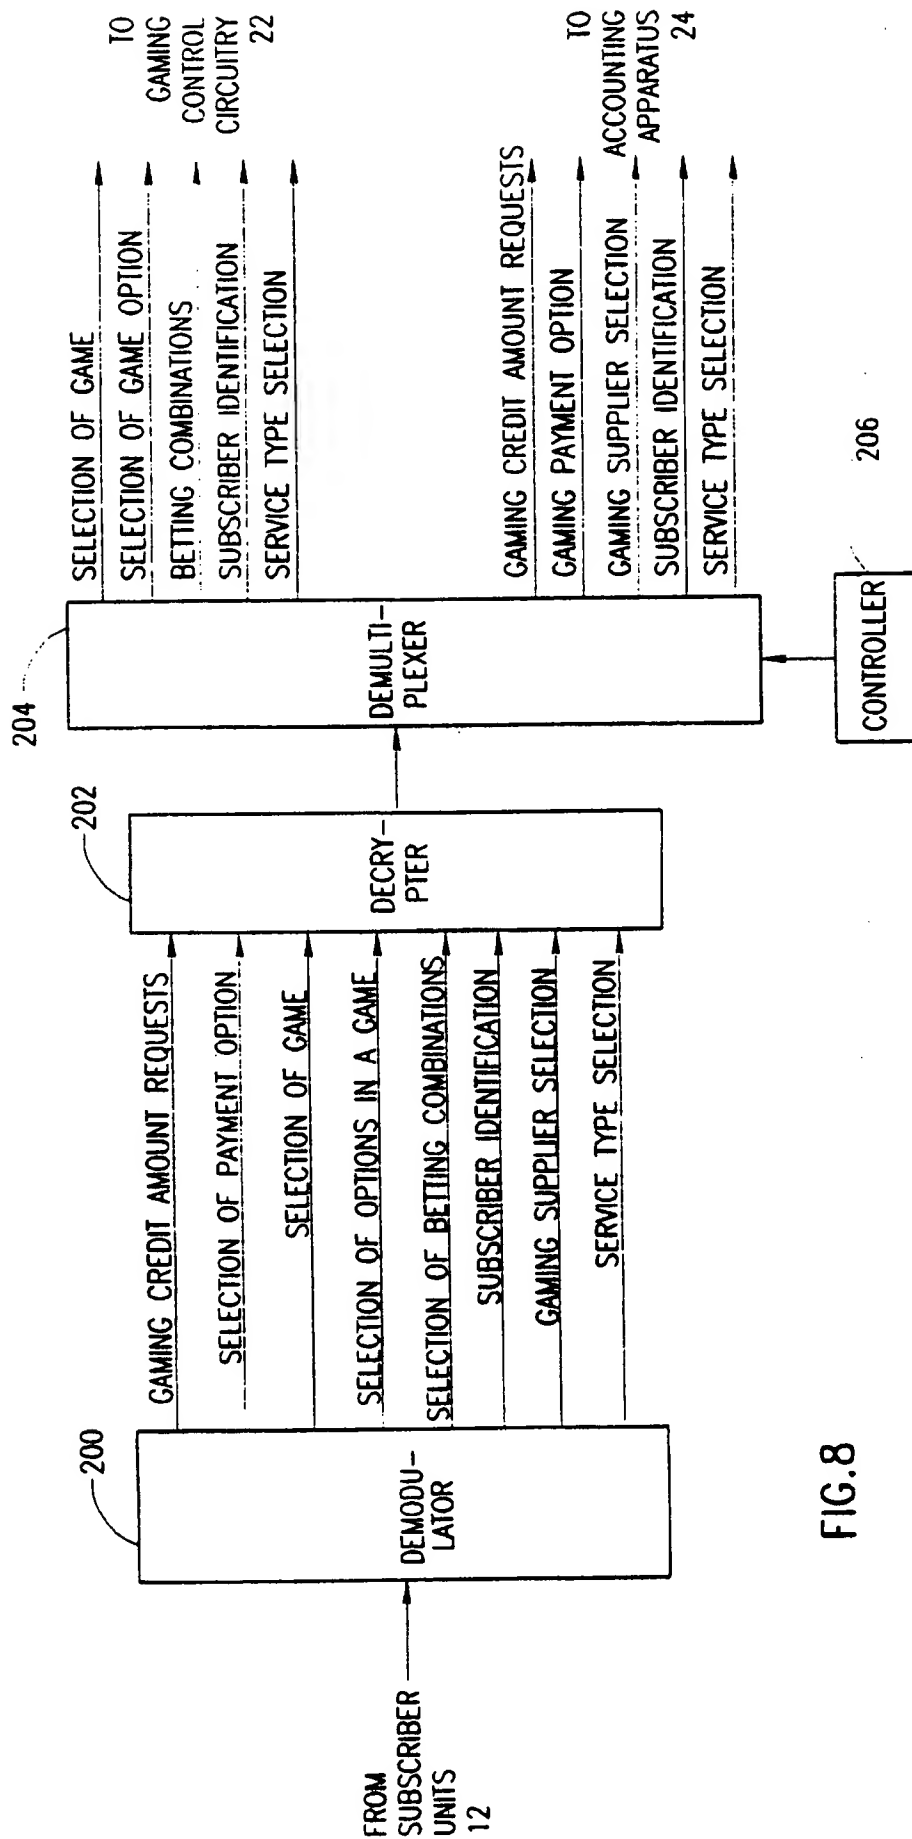 FROM
SUBSCRIBER
UNITS
12
200
DEMODU-
LATOR
GAMING CREDIT AMOUNT REQUESTS
SELECTION OF PAYMENT OPTION
SELECTION OF GAME
SELECTION OF OPTIONS IN A GAME
SELECTION OF BETTING COMBINATIONS
SUBSCRIBER IDENTIFICATION
GAMING SUPPLIER SELECTION
SERVICE TYPE SELECTION
202
DECRY-
PTER
204
DEMULTI-
PLEXER
SELECTION OF GAME
SELECTION OF GAME OPTION
BETTING COMBINATIONS
SUBSCRIBER IDENTIFICATION
SERVICE TYPE SELECTION
TO
GAMING
CONTROL
CIRCUITRY
22
GAMING CREDIT AMOUNT REQUESTS
GAMING PAYMENT OPTION
GAMING SUPPLIER SELECTION
SUBSCRIBER IDENTIFICATION
SERVICE TYPE SELECTION
TO
ACCOUNTING
APPARATUS
24
CONTROLLER
206
FIG.8